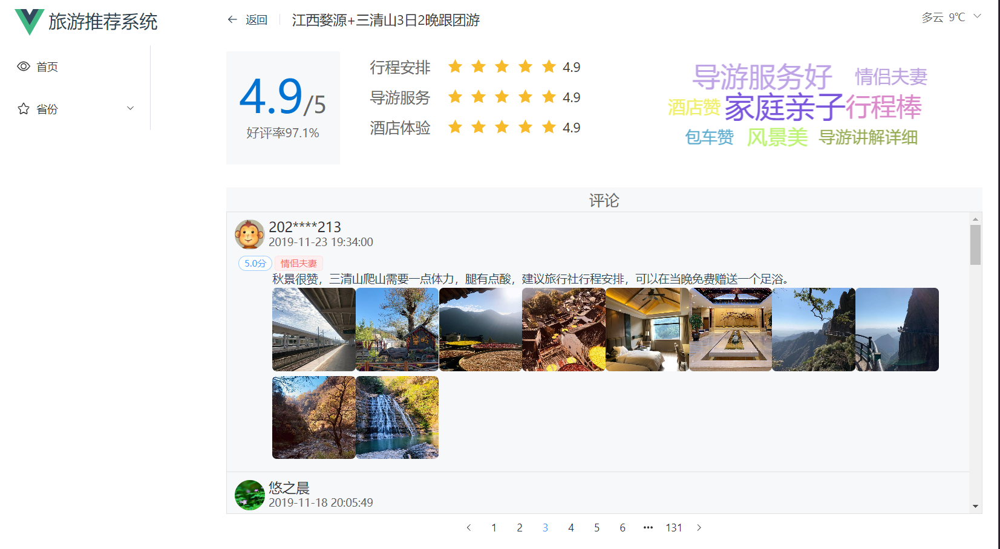 旅游推荐系统
返回
江西婺源+三清山3日2晚跟团游
多云 9℃
首页
省份
4.9/5
好评率97.1%
行程安排 4.9
导游服务 4.9
酒店体验 4.9
导游服务好 情侣夫妻
酒店赞 家庭亲子 行程棒
包车赞 风景美 导游讲解详细
评论
202****213
2019-11-23 19:34:00
5.0分 情侣夫妻
秋景很赞，三清山爬山需要一点体力，腿有点酸，建议旅行社行程安排，可以在当晚免费赠送一个足浴。
悠之晨
2019-11-18 20:05:49
1 2 3 4 5 6 ••• 131